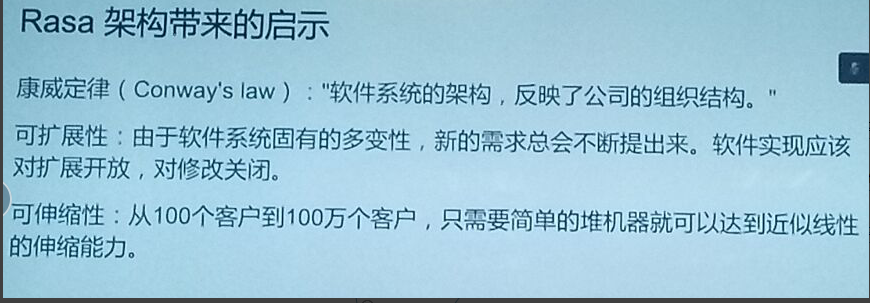 Rasa 架构带来的启示
康威定律（Conway's law）："软件系统的架构，反映了公司的组织结构。"
可扩展性：由于软件系统固有的多变性，新的需求总会不断提出来。软件实现应该
对扩展开放，对修改关闭。
可伸缩性：从100个客户到100万个客户，只需要简单的堆机器就可以达到近似线性
的伸缩能力。